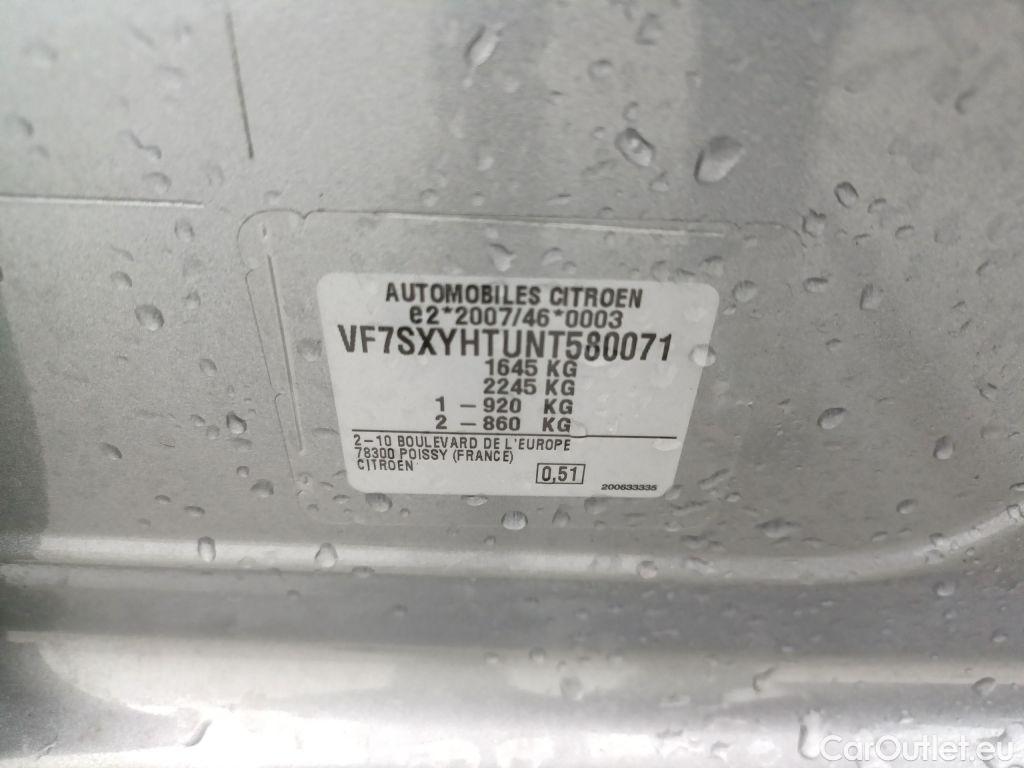 AUTOMOBILES CITROEN
e2*2007/46*0003
VF7SXYHTUNT580071
1645 KG
2245 KG
1 – 920 KG
2 – 860 KG
2–10 BOULEVARD DE L'EUROPE
78300 POISSY (FRANCE)
CITROEN
0,51
200633335
CarOutlet.eu